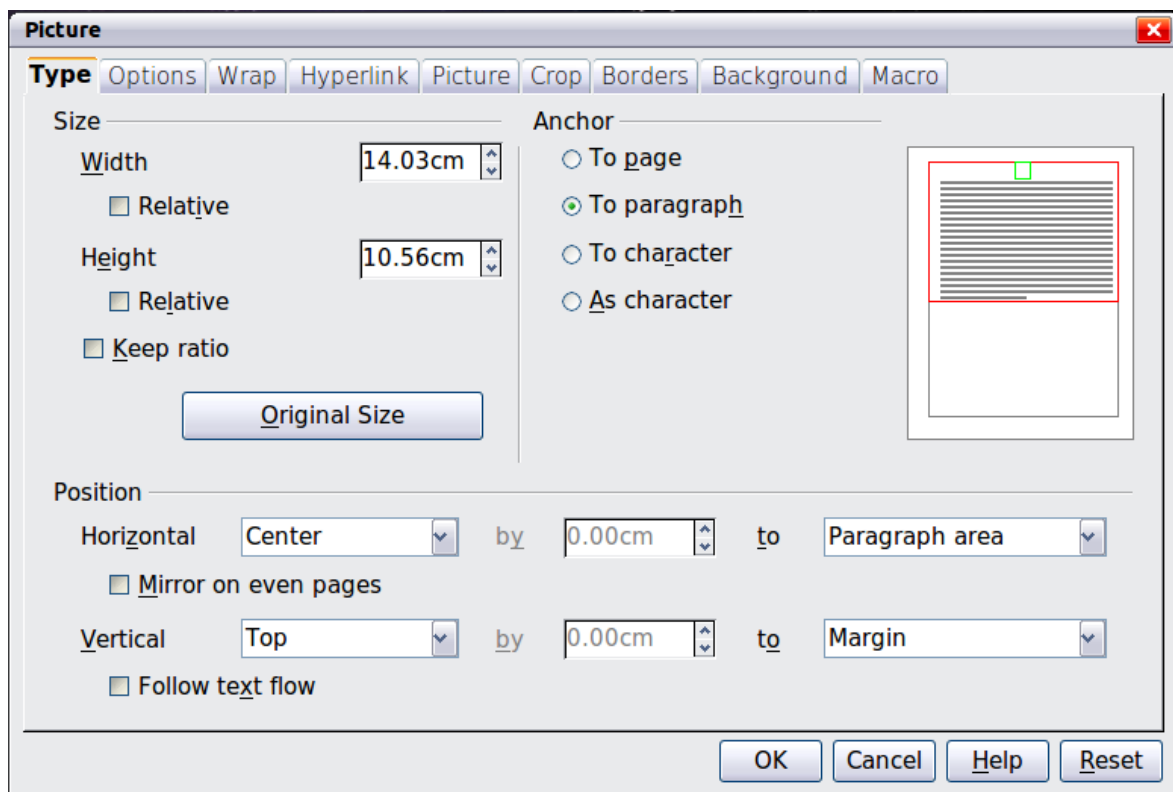 Picture
Type Options Wrap Hyperlink Picture Crop Borders Background Macro
Size
Width 14.03cm
Relative
Height 10.56cm
Relative
Keep ratio
Original Size
Anchor
To page
To paragraph
To character
As character
Position
Horizontal Center by 0.00cm to Paragraph area
Mirror on even pages
Vertical Top by 0.00cm to Margin
Follow text flow
OK Cancel Help Reset